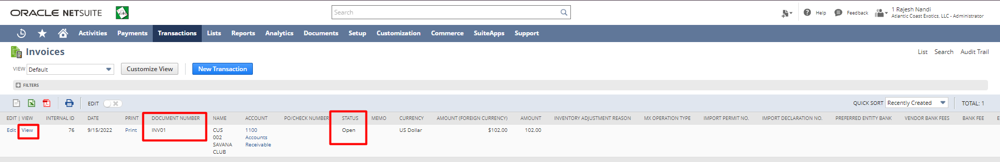 ORACLE NETSUITE
Search
Help
Feedback
1 Rajesh Nandi
Atlantic Coast Exotics, LLC - Administrator
Activities Payments Transactions Lists Reports Analytics Documents Setup Customization Commerce SuiteApps Support
Invoices
List Search Audit Trail
VIEW Default Customize View New Transaction
FILTERS
EDIT QUICK SORT Recently Created TOTAL: 1
EDIT | VIEW INTERNAL ID DATE PRINT DOCUMENT NUMBER NAME ACCOUNT PO/CHECK NUMBER STATUS MEMO CURRENCY AMOUNT (FOREIGN CURRENCY) AMOUNT INVENTORY ADJUSTMENT REASON MX OPERATION TYPE IMPORT PERMIT NO. IMPORT DECLARATION NO. PREFERRED ENTITY BANK VENDOR BANK FEES BANK FEE E
Edit View 76 9/15/2022 Print INV01 CUS 1100 Open US Dollar $102.00 102.00
002 Accounts
SAVANA Receivable
CLUB